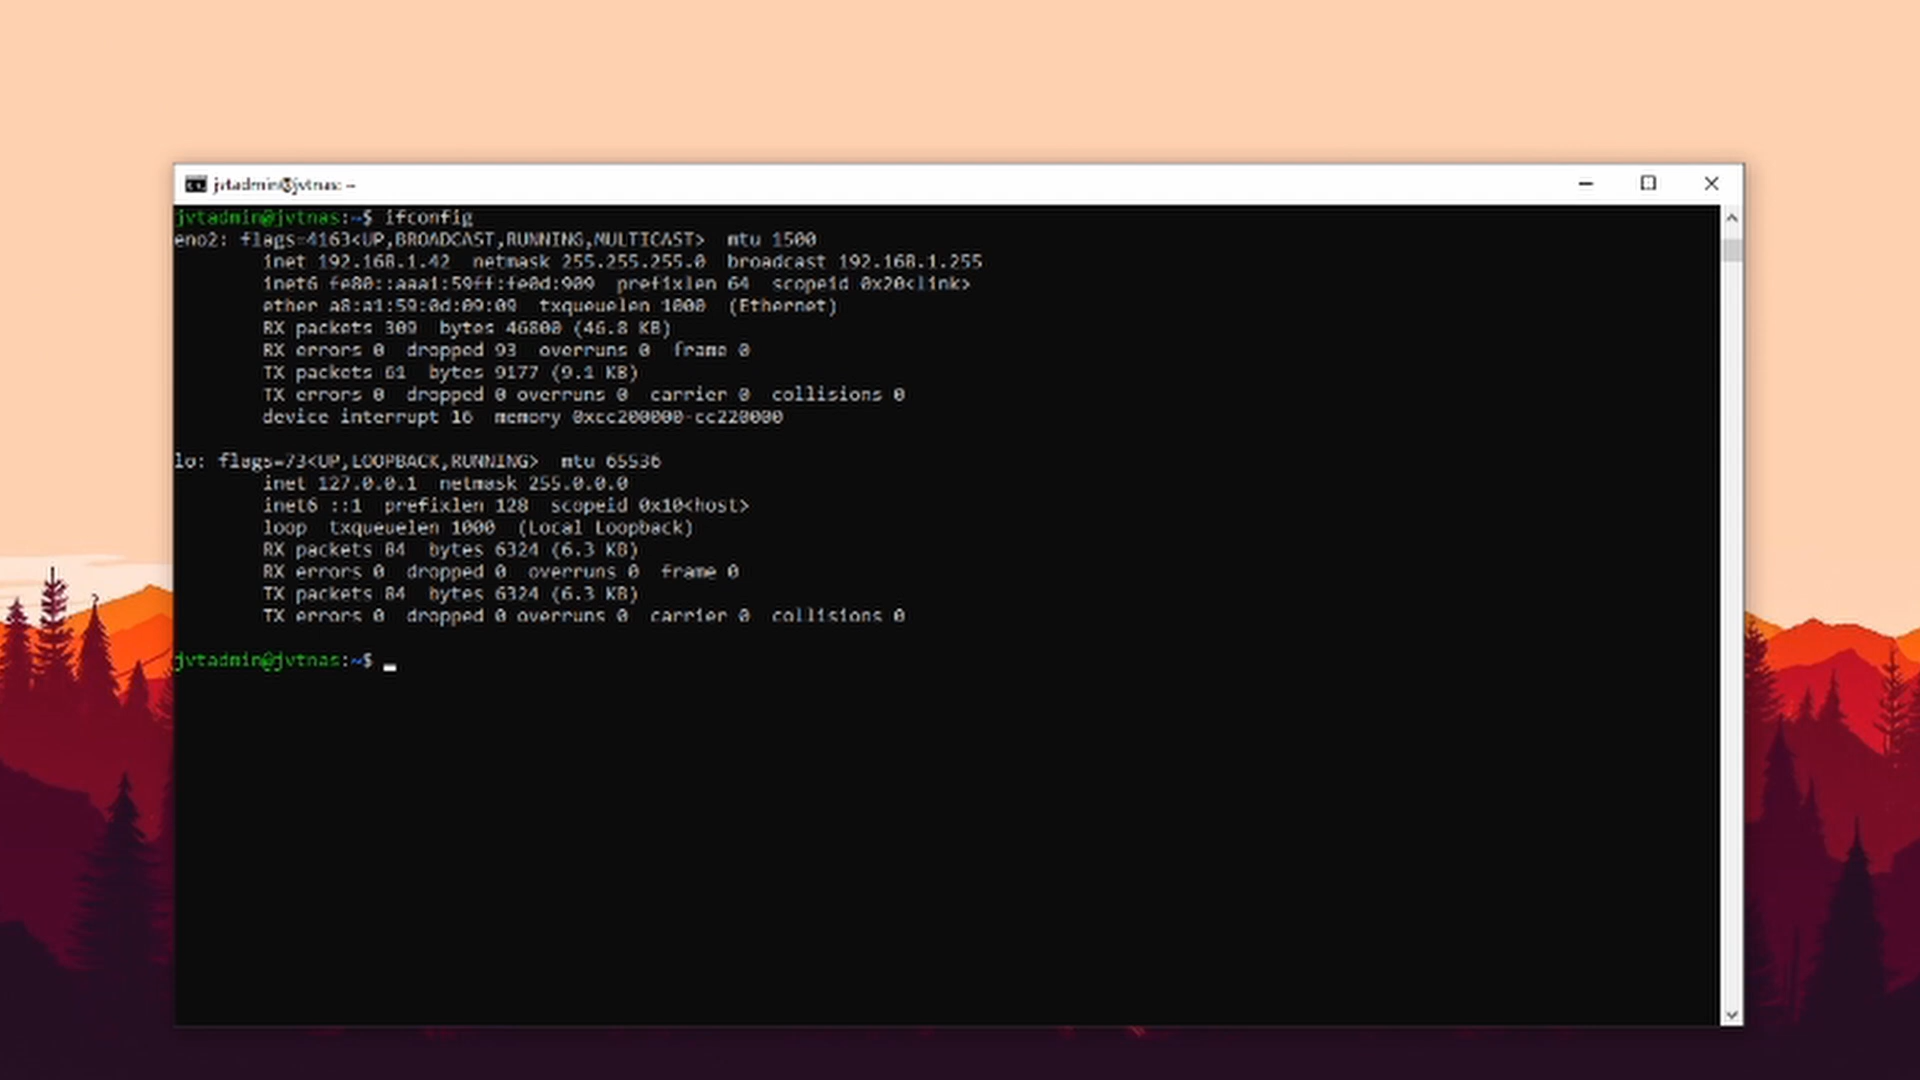 jvtadmin@jvtnas: ~
jvtadmin@jvtnas:~$ ifconfig
eno2: flags=4163<UP,BROADCAST,RUNNING,MULTICAST>  mtu 1500
        inet 192.168.1.42  netmask 255.255.255.0  broadcast 192.168.1.255
        inet6 fe80::aaa1:59ff:fe0d:909  prefixlen 64  scopeid 0x20<link>
        ether a8:a1:59:0d:09:09  txqueuelen 1000  (Ethernet)
        RX packets 309  bytes 46800 (46.8 KB)
        RX errors 0  dropped 93  overruns 0  frame 0
        TX packets 61  bytes 9177 (9.1 KB)
        TX errors 0  dropped 0 overruns 0  carrier 0  collisions 0
        device interrupt 16  memory 0xcc200000-cc220000
lo: flags=73<UP,LOOPBACK,RUNNING>  mtu 65536
        inet 127.0.0.1  netmask 255.0.0.0
        inet6 ::1  prefixlen 128  scopeid 0x10<host>
        loop  txqueuelen 1000  (Local Loopback)
        RX packets 84  bytes 6324 (6.3 KB)
        RX errors 0  dropped 0  overruns 0  frame 0
        TX packets 84  bytes 6324 (6.3 KB)
        TX errors 0  dropped 0 overruns 0  carrier 0  collisions 0
jvtadmin@jvtnas:~$